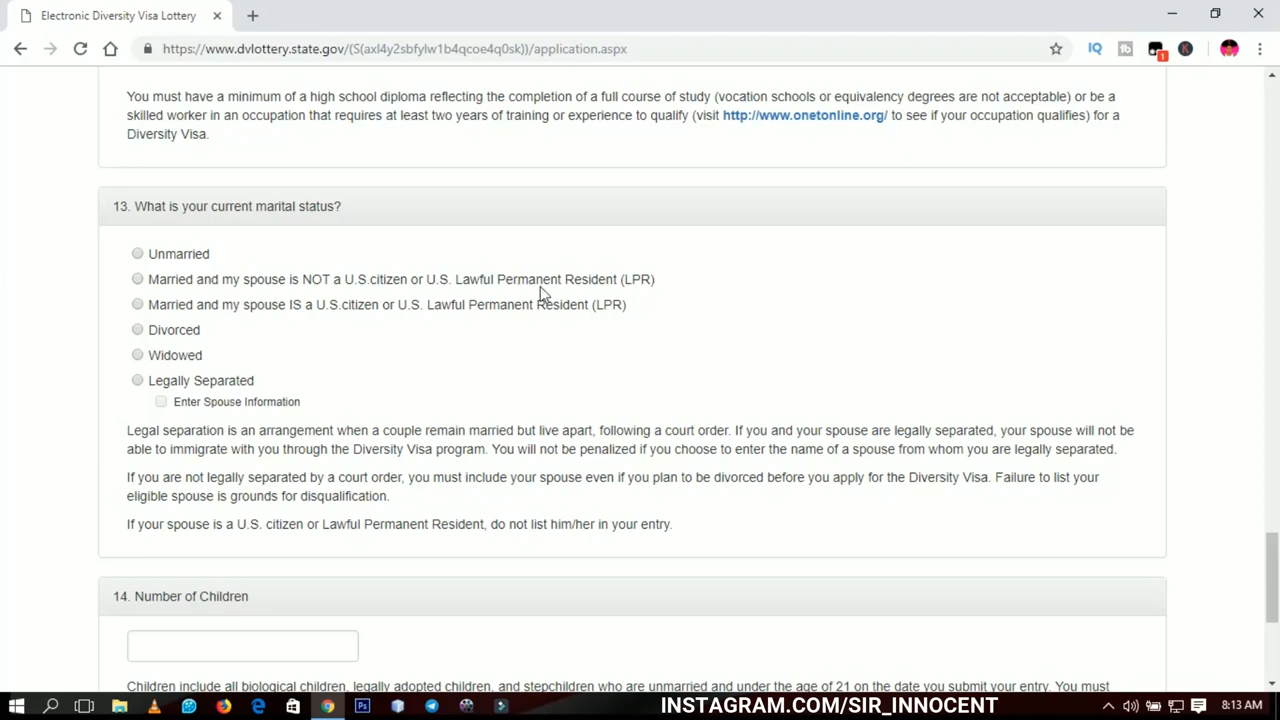 Electronic Diversity Visa Lottery
https://www.dvlottery.state.gov/(S(axl4y2sbfylw1b4qcoe4q0sk))/application.aspx
IQ
fb
1
K
You must have a minimum of a high school diploma reflecting the completion of a full course of study (vocation schools or equivalency degrees are not acceptable) or be a
skilled worker in an occupation that requires at least two years of training or experience to qualify (visit http://www.onetonline.org/ to see if your occupation qualifies) for a
Diversity Visa.
13. What is your current marital status?
Unmarried
Married and my spouse is NOT a U.S.citizen or U.S. Lawful Permanent Resident (LPR)
Married and my spouse IS a U.S.citizen or U.S. Lawful Permanent Resident (LPR)
Divorced
Widowed
Legally Separated
Enter Spouse Information
Legal separation is an arrangement when a couple remain married but live apart, following a court order. If you and your spouse are legally separated, your spouse will not be
able to immigrate with you through the Diversity Visa program. You will not be penalized if you choose to enter the name of a spouse from whom you are legally separated.
If you are not legally separated by a court order, you must include your spouse even if you plan to be divorced before you apply for the Diversity Visa. Failure to list your
eligible spouse is grounds for disqualification.
If your spouse is a U.S. citizen or Lawful Permanent Resident, do not list him/her in your entry.
14. Number of Children
Children include all biological children, legally adopted children, and stepchildren who are unmarried and under the age of 21 on the date you submit your entry. You must
Ps
INSTAGRAM.COM/SIR_INNOCENT
8:13 AM